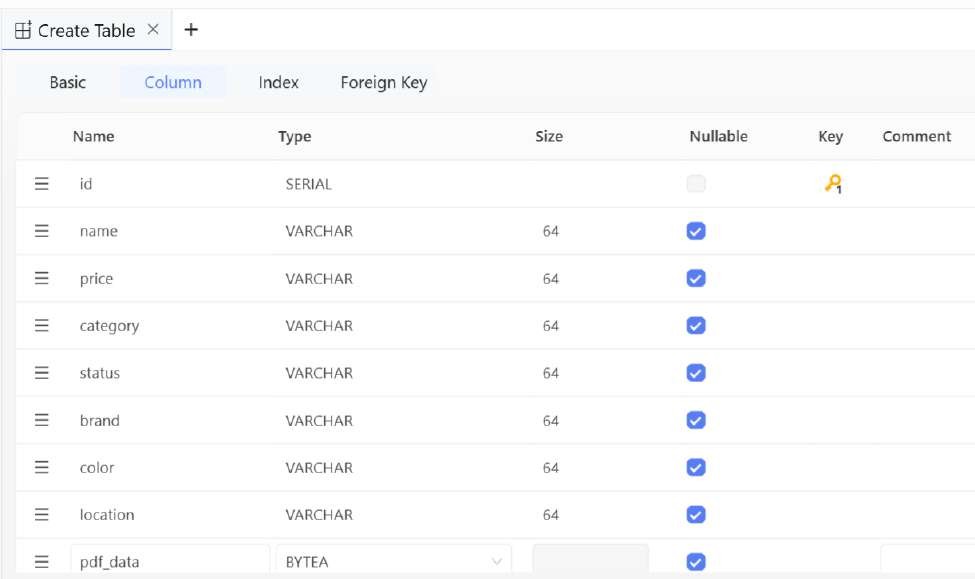 Create Table
Basic Column Index Foreign Key
Name Type Size Nullable Key Comment
id SERIAL 1
name VARCHAR 64
price VARCHAR 64
category VARCHAR 64
status VARCHAR 64
brand VARCHAR 64
color VARCHAR 64
location VARCHAR 64
pdf_data BYTEA